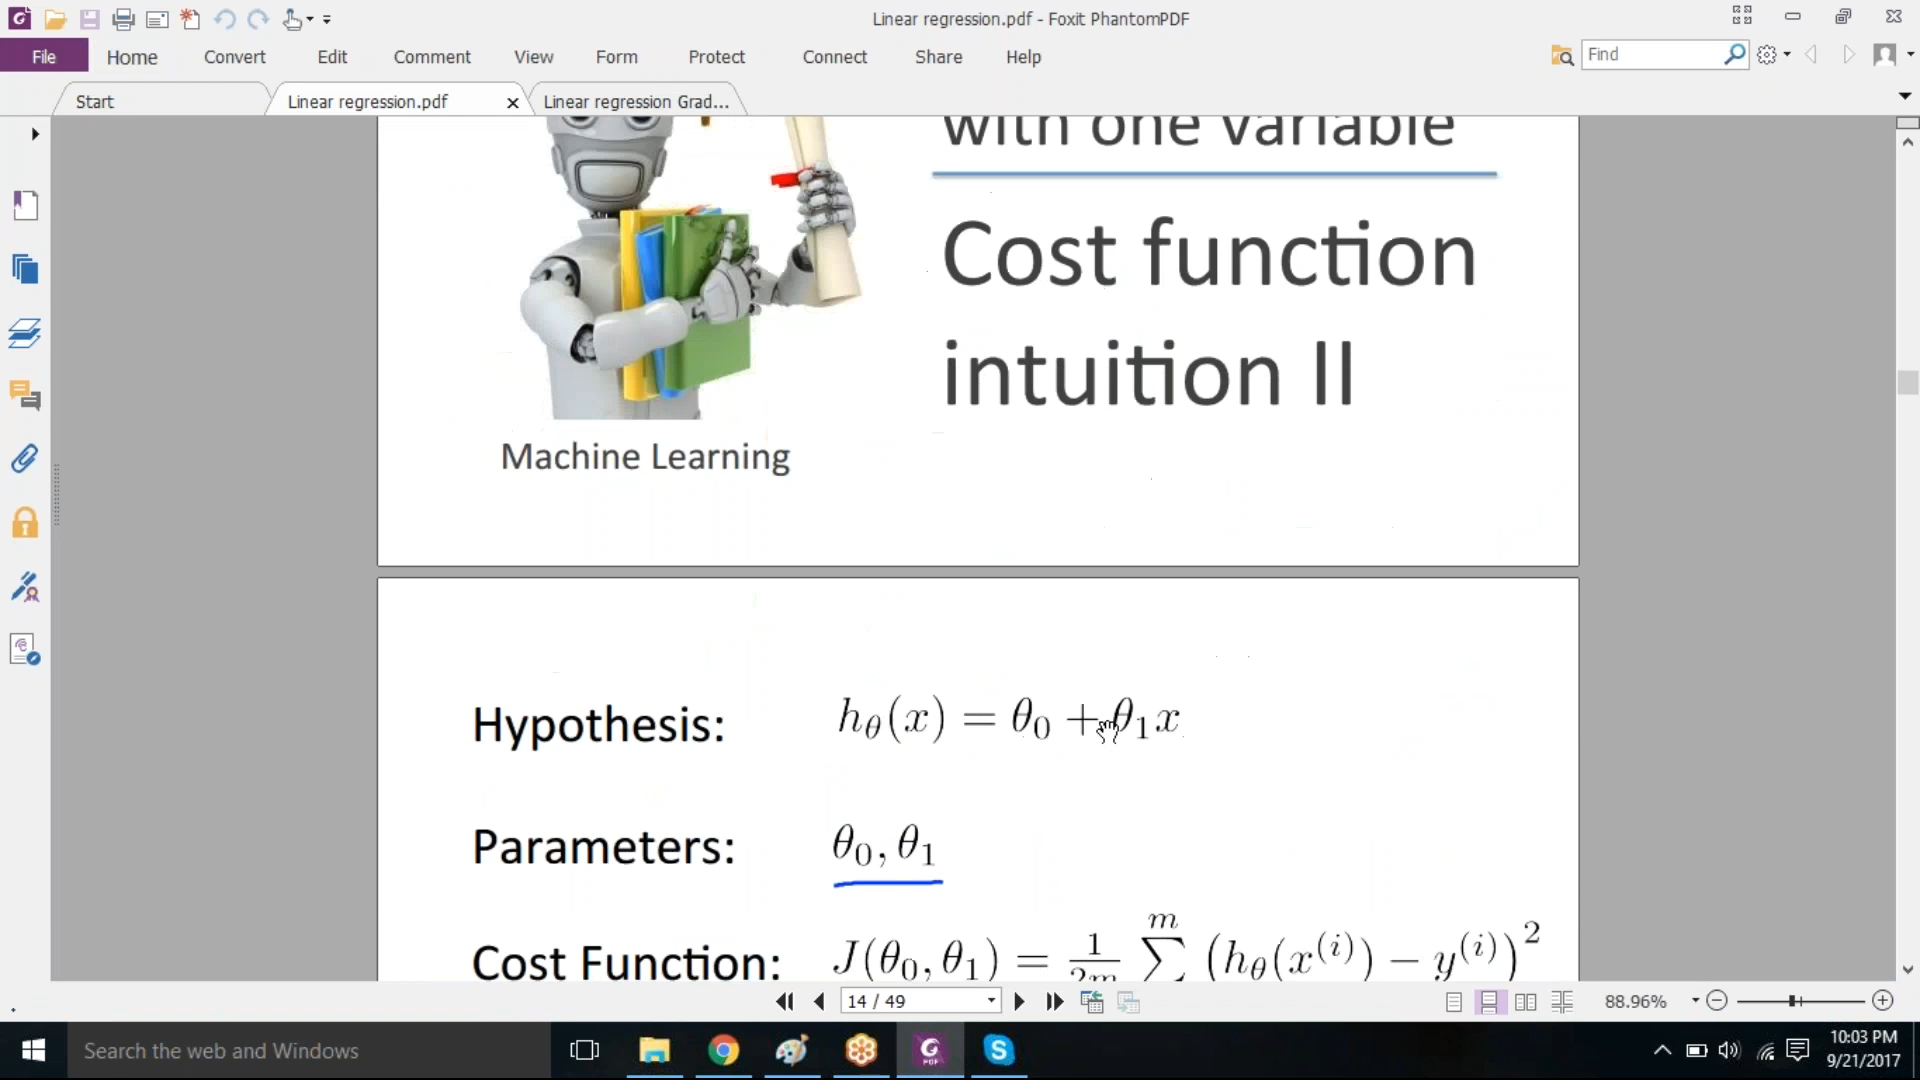 Linear regression.pdf - Foxit PhantomPDF
File Home Convert Edit Comment View Form Protect Connect Share Help
Find
Start
Linear regression.pdf
Linear regression Grad...
with one variable
Cost function
intuition II
Machine Learning
Hypothesis: hθ(x) = θ0 + θ1x
Parameters: θ0, θ1
Cost Function: J(θ0, θ1) = 1/2m ∑ m (hθ(x(i)) − y(i))2
14 / 49
88.96%
Search the web and Windows
10:03 PM
9/21/2017